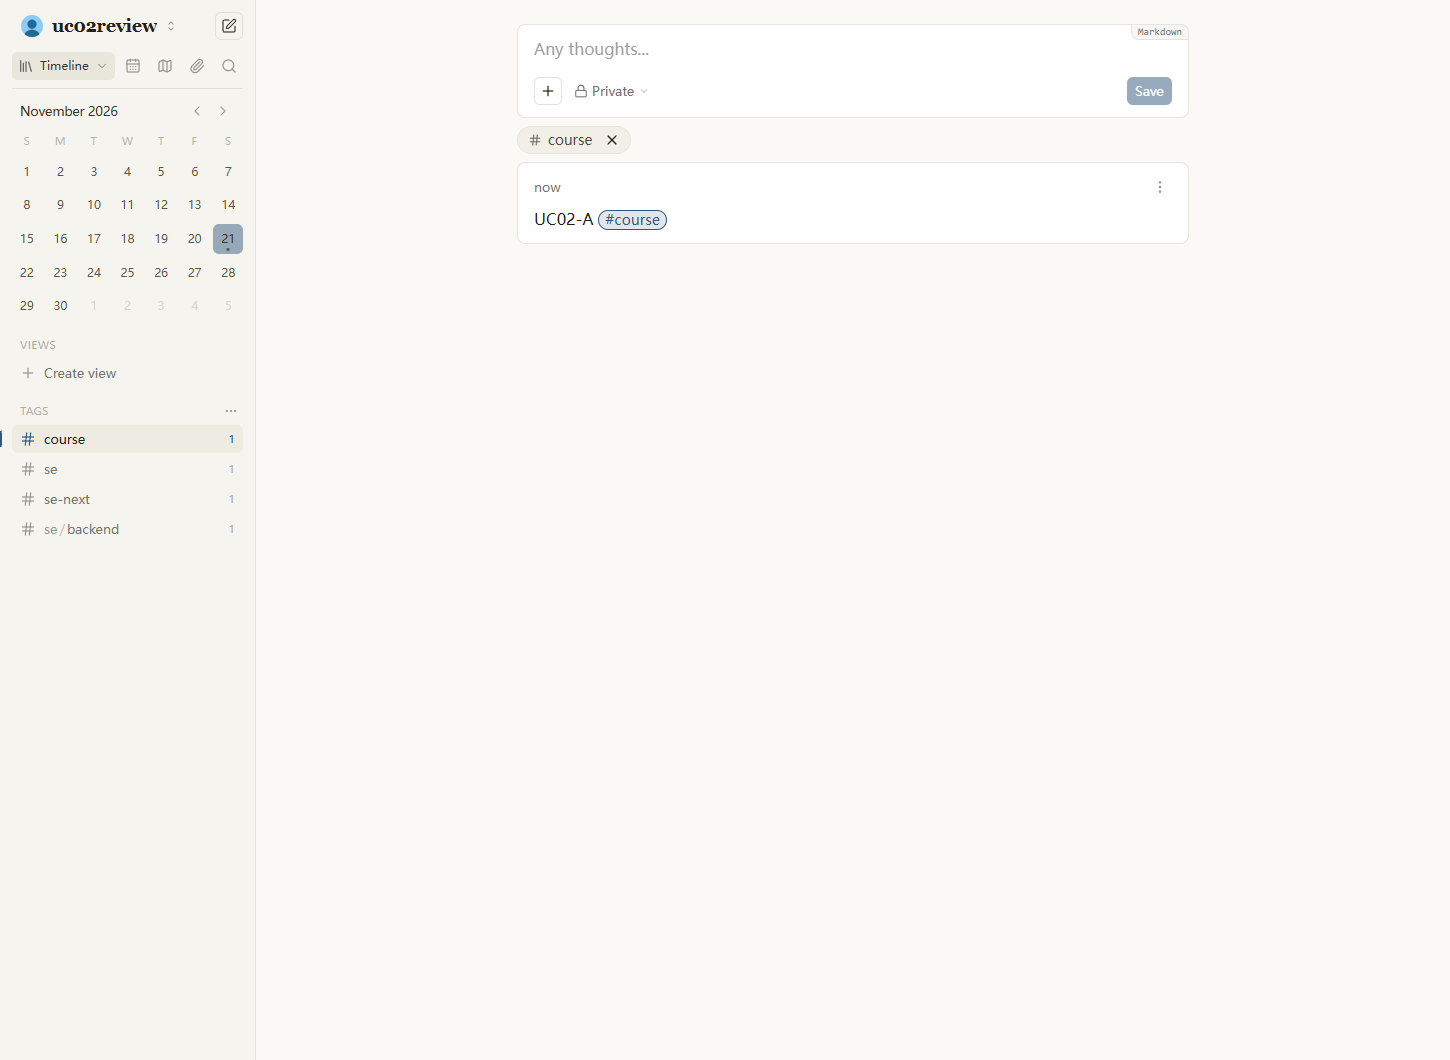 uc02review
Timeline
November 2026
S M T W T F S
1 2 3 4 5 6 7
8 9 10 11 12 13 14
15 16 17 18 19 20 21
22 23 24 25 26 27 28
29 30 1 2 3 4 5
VIEWS
Create view
TAGS
course 1
se 1
se-next 1
se/backend 1
Markdown
Any thoughts...
Private
Save
# course
now
UC02-A #course